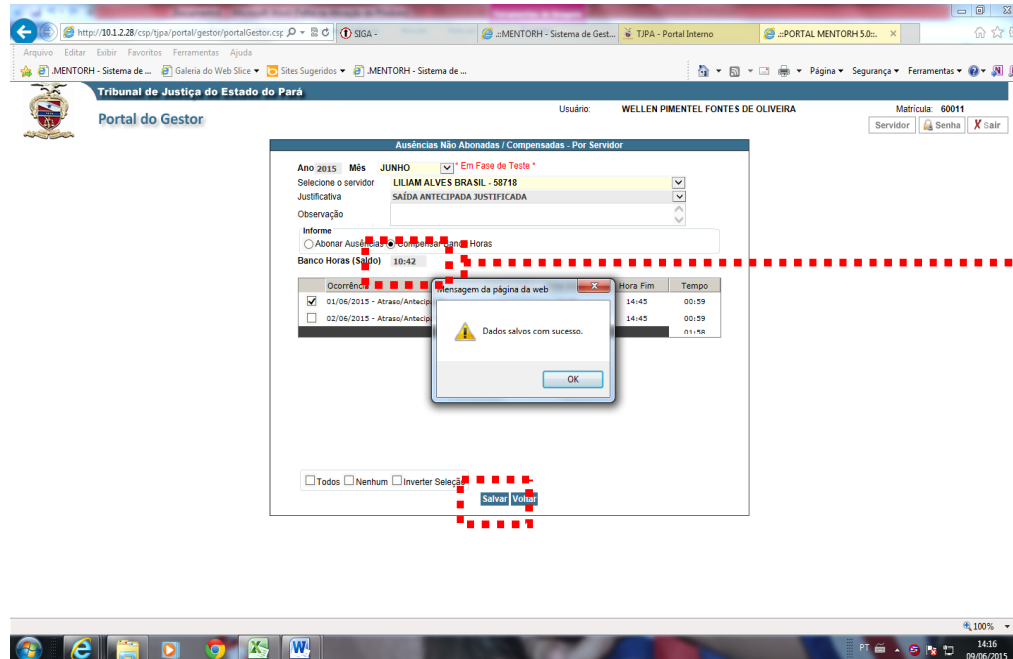 http://10.1.2.28/csp/tjpa/portal/gestor/portalGestor.csp
SIGA -
.::MENTORH - Sistema de Gest...
TJPA - Portal Interno
.::PORTAL MENTORH 5.0::.
Arquivo Editar Exibir Favoritos Ferramentas Ajuda
.MENTORH - Sistema de ... Galeria do Web Slice Sites Sugeridos .MENTORH - Sistema de ...
Página Segurança Ferramentas
Tribunal de Justiça do Estado do Pará
Portal do Gestor
Usuário: WELLEN PIMENTEL FONTES DE OLIVEIRA Matrícula: 60011
Servidor Senha X Sair
Ausências Não Abonadas / Compensadas - Por Servidor
Ano 2015 Mês JUNHO * Em Fase de Teste *
Selecione o servidor LILIAM ALVES BRASIL - 58718
Justificativa SAÍDA ANTECIPADA JUSTIFICADA
Observação
Informe
Abonar Ausências Compensar Banco Horas
Banco Horas (Saldo) 10:42
Ocorrência Hora Fim Tempo
01/06/2015 - Atraso/Antecip 14:45 00:59
02/06/2015 - Atraso/Antecip 14:45 00:59
01:58
Mensagem da página da web
Dados salvos com sucesso.
OK
Todos Nenhum Inverter Seleção
Salvar Voltar
100%
PT
14:16
09/06/2015